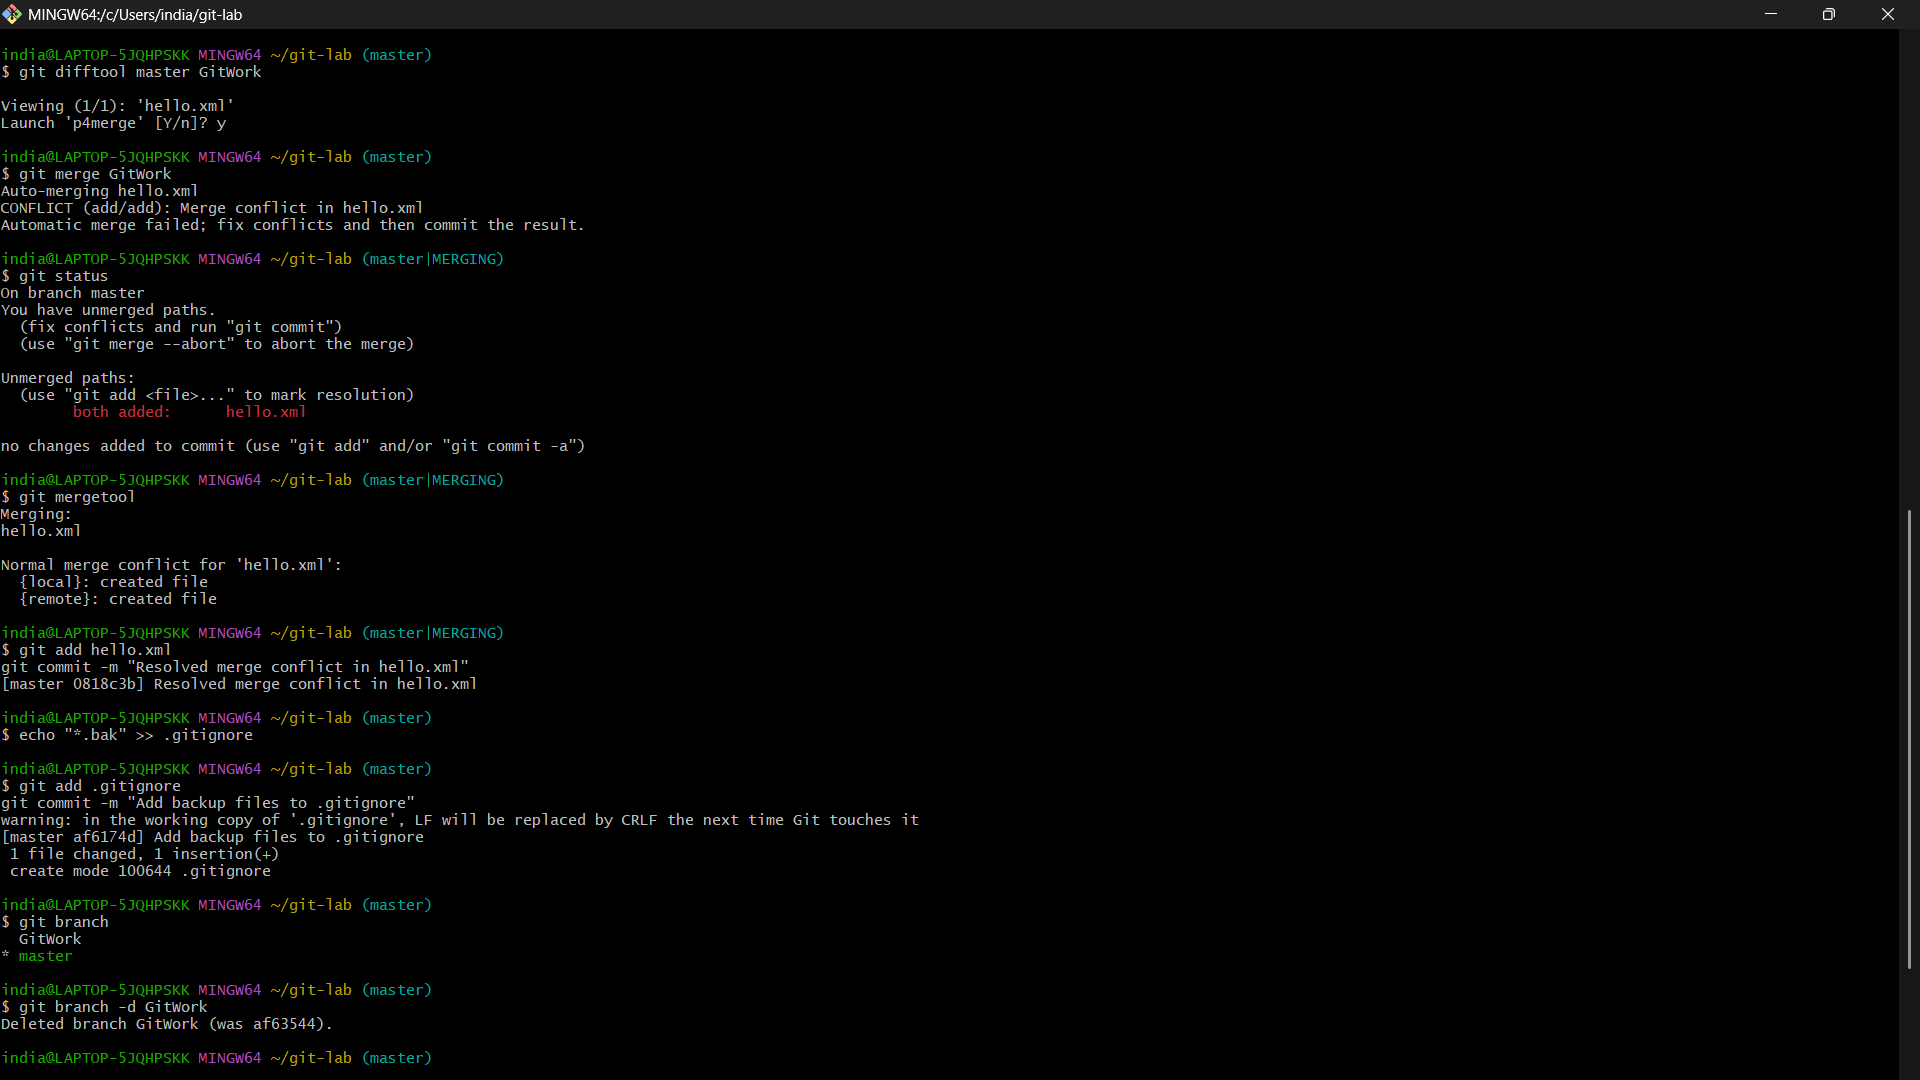 MINGW64:/c/Users/india/git-lab
india@LAPTOP-5JQHPSKK MINGW64 ~/git-lab (master)
$ git difftool master GitWork
Viewing (1/1): 'hello.xml'
Launch 'p4merge' [Y/n]? y
india@LAPTOP-5JQHPSKK MINGW64 ~/git-lab (master)
$ git merge GitWork
Auto-merging hello.xml
CONFLICT (add/add): Merge conflict in hello.xml
Automatic merge failed; fix conflicts and then commit the result.
india@LAPTOP-5JQHPSKK MINGW64 ~/git-lab (master|MERGING)
$ git status
On branch master
You have unmerged paths.
  (fix conflicts and run "git commit")
  (use "git merge --abort" to abort the merge)
Unmerged paths:
  (use "git add <file>..." to mark resolution)
        both added:      hello.xml
no changes added to commit (use "git add" and/or "git commit -a")
india@LAPTOP-5JQHPSKK MINGW64 ~/git-lab (master|MERGING)
$ git mergetool
Merging:
hello.xml
Normal merge conflict for 'hello.xml':
  {local}: created file
  {remote}: created file
india@LAPTOP-5JQHPSKK MINGW64 ~/git-lab (master|MERGING)
$ git add hello.xml
git commit -m "Resolved merge conflict in hello.xml"
[master 0818c3b] Resolved merge conflict in hello.xml
india@LAPTOP-5JQHPSKK MINGW64 ~/git-lab (master)
$ echo "*.bak" >> .gitignore
india@LAPTOP-5JQHPSKK MINGW64 ~/git-lab (master)
$ git add .gitignore
git commit -m "Add backup files to .gitignore"
warning: in the working copy of '.gitignore', LF will be replaced by CRLF the next time Git touches it
[master af6174d] Add backup files to .gitignore
 1 file changed, 1 insertion(+)
 create mode 100644 .gitignore
india@LAPTOP-5JQHPSKK MINGW64 ~/git-lab (master)
$ git branch
  GitWork
* master
india@LAPTOP-5JQHPSKK MINGW64 ~/git-lab (master)
$ git branch -d GitWork
Deleted branch GitWork (was af63544).
india@LAPTOP-5JQHPSKK MINGW64 ~/git-lab (master)